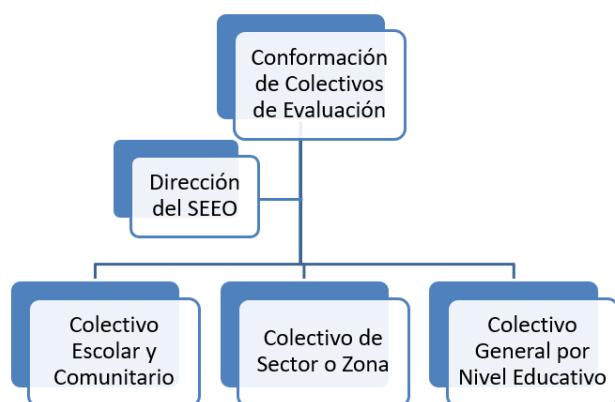 Conformación
de Colectivos
de Evaluación
Dirección
del SEEO
Colectivo
Escolar y
Comunitario
Colectivo de
Sector o Zona
Colectivo
General por
Nivel Educativo